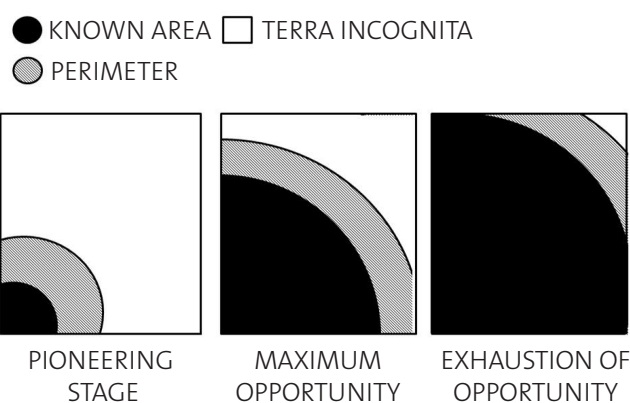 KNOWN AREA TERRA INCOGNITA
PERIMETER
PIONEERING
STAGE
MAXIMUM
OPPORTUNITY
EXHAUSTION OF
OPPORTUNITY